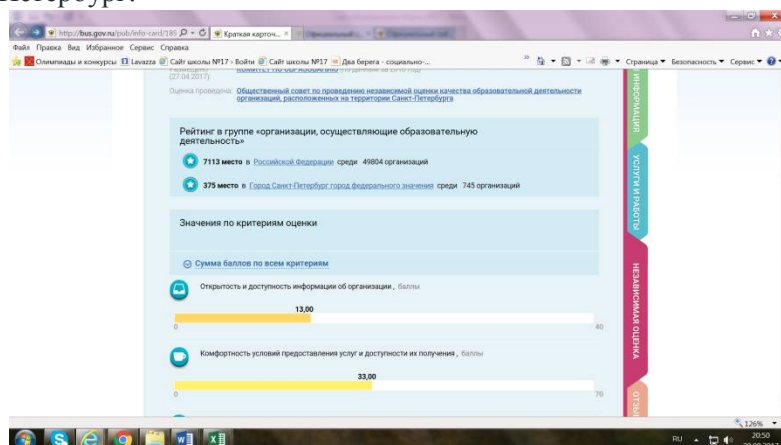 Петербург:
http://bus.gov.ru/pub/info-card/185
Краткая карточ...
Файл Правка Вид Избранное Сервис Справка
Олимпиады и конкурсы Lavazza Сайт школы №17 › Войти Сайт школы №17 Два берега - социально-...
Страница Безопасность Сервис
(27.04.2017)
Оценка проведена: Общественный совет по проведению независимой оценки качества образовательной деятельности
организаций, расположенных на территории Санкт-Петербурга
ИНФОРМАЦИЯ
Рейтинг в группе «организации, осуществляющие образовательную
деятельность»
7113 место в Российской Федерации среди 49804 организаций
УСЛУГИ И РАБОТЫ
375 место в Город Санкт-Петербург город федерального значения среди 745 организаций
Значения по критериям оценки
Сумма баллов по всем критериям
НЕЗАВИСИМАЯ ОЦЕНКА
Открытость и доступность информации об организации , баллы
13,00
0 40
Комфортность условий предоставления услуг и доступности их получения , баллы
33,00
0 70
126%
RU 20:50